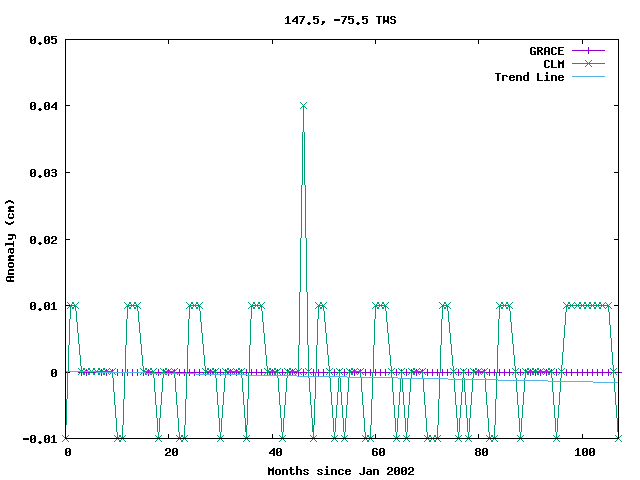 147.5, -75.5 TWS
0.05
0.04
0.03
0.02
0.01
0
-0.01
Anomaly (cm)
GRACE
CLM
Trend Line
0 20 40 60 80 100
Months since Jan 2002